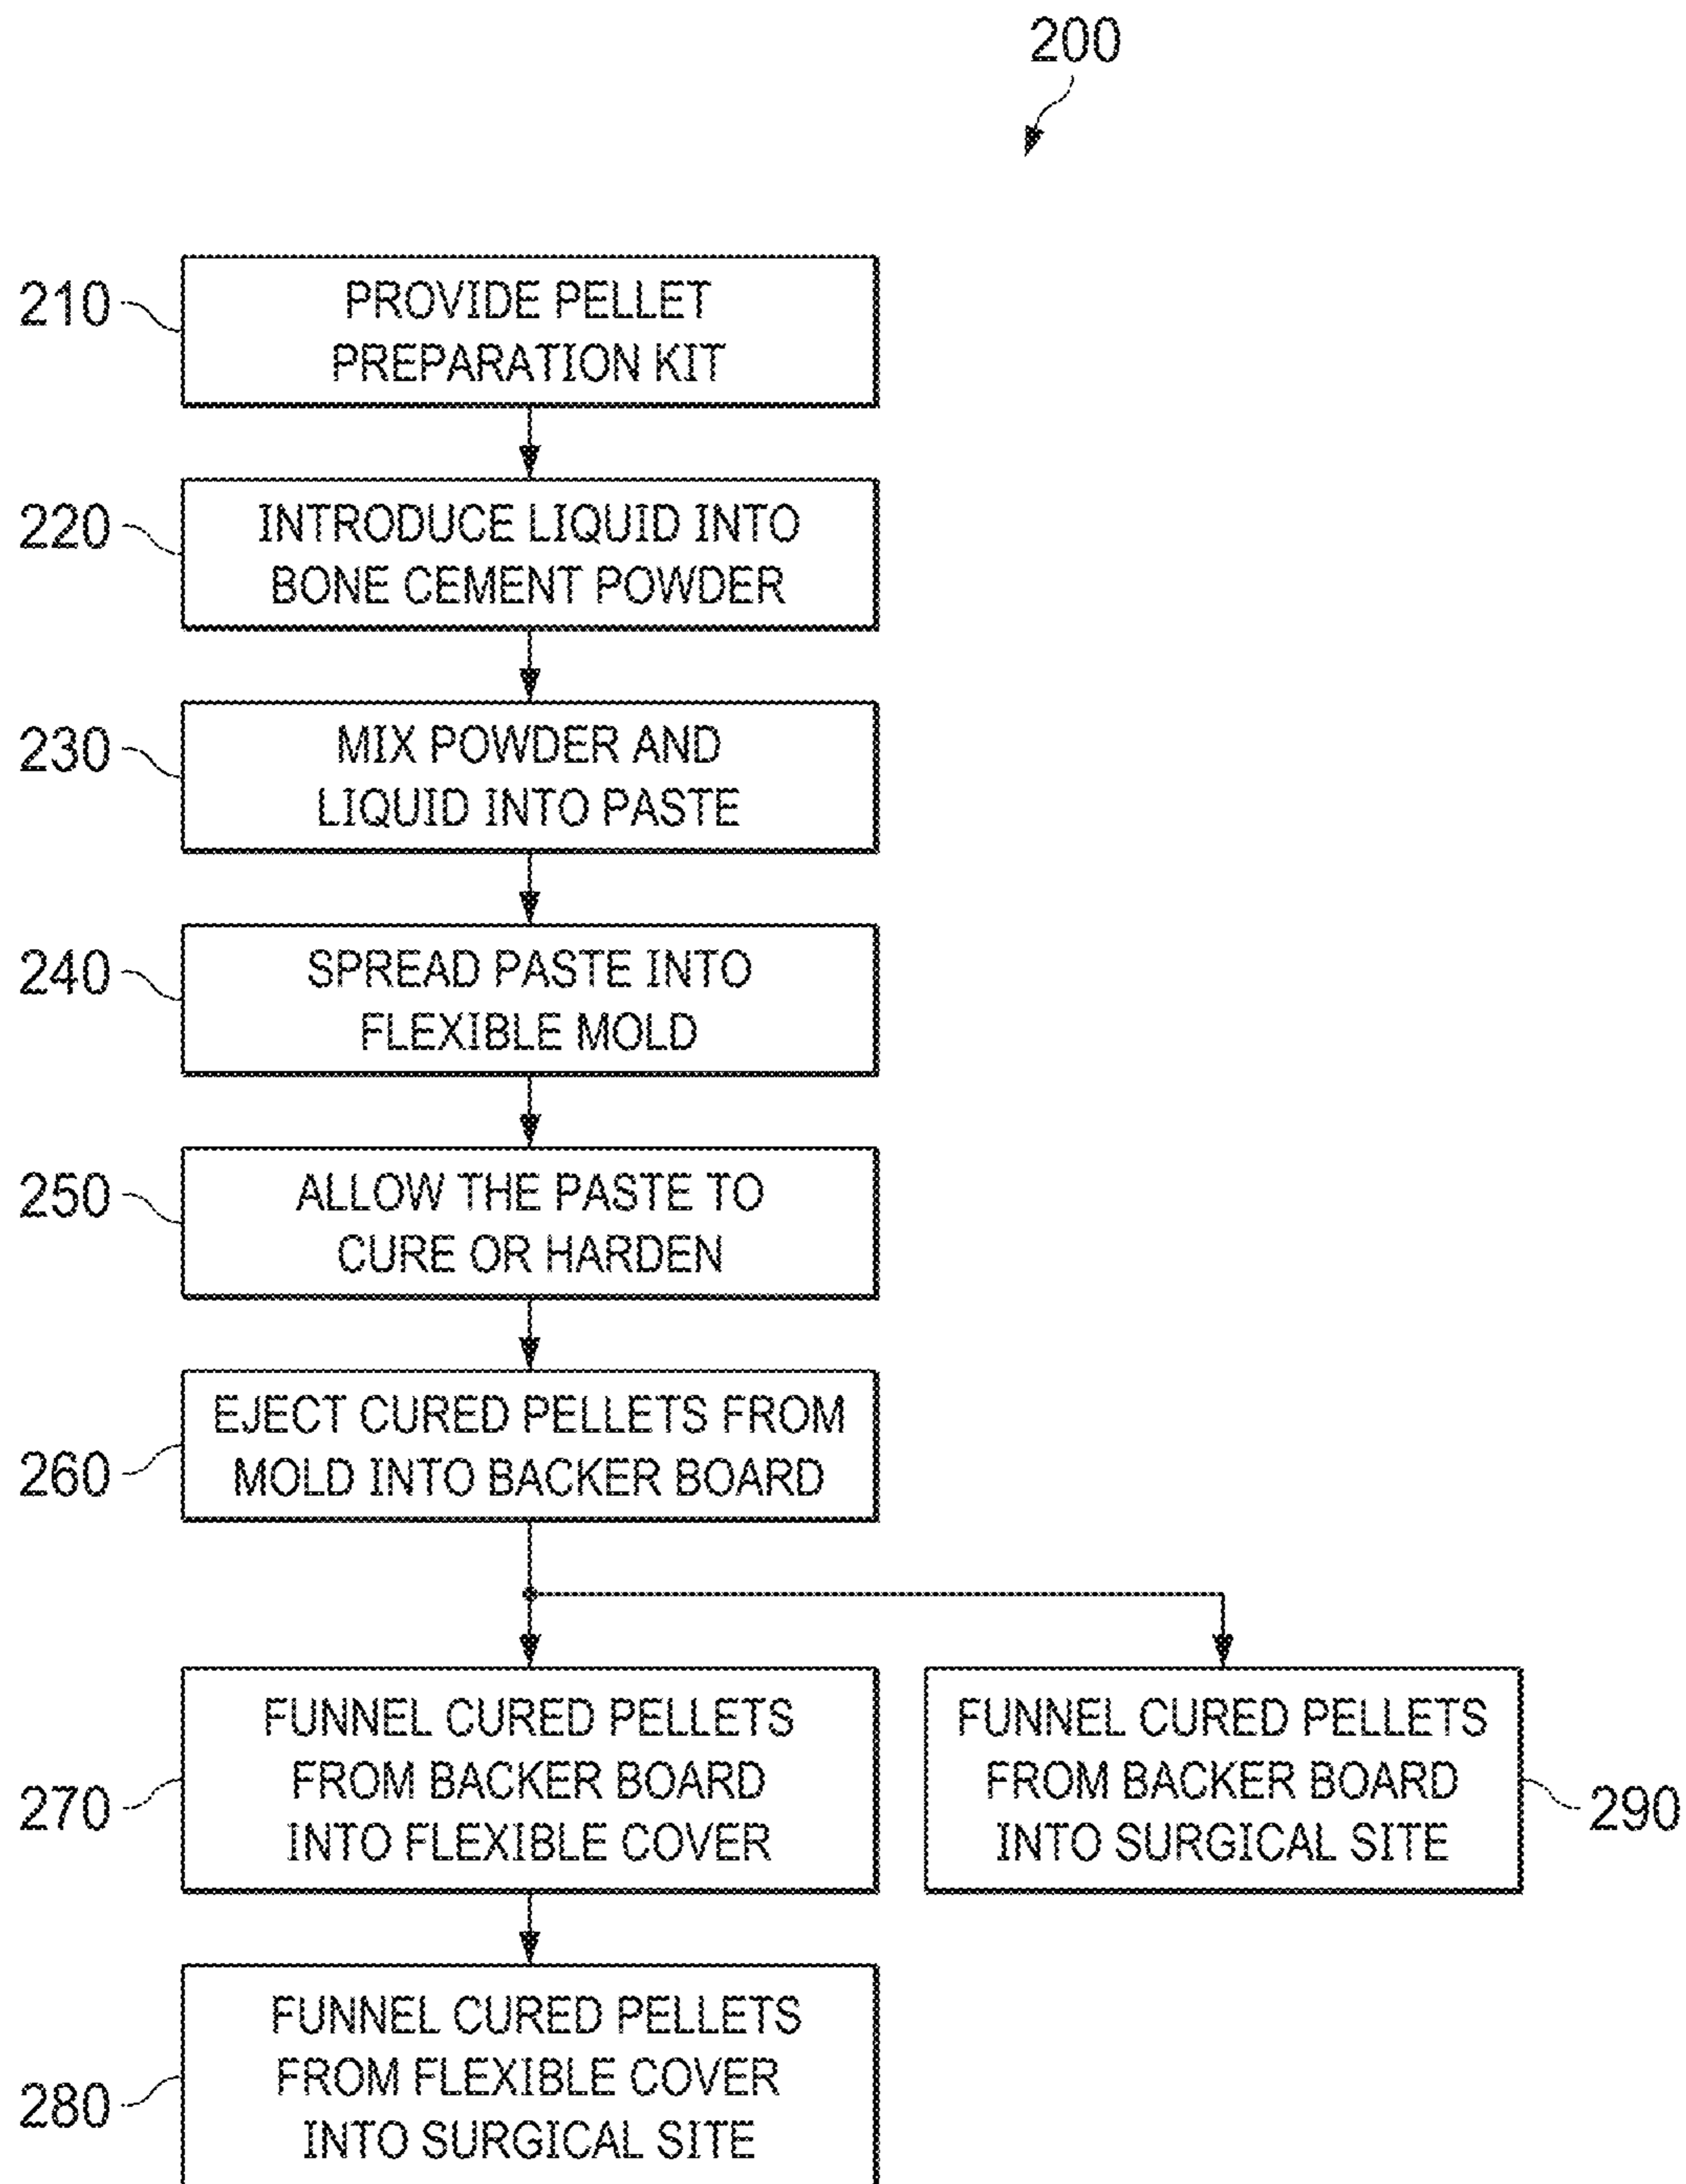 200
210
PROVIDE PELLET
PREPARATION KIT
220
INTRODUCE LIQUID INTO
BONE CEMENT POWDER
230
MIX POWDER AND
LIQUID INTO PASTE
240
SPREAD PASTE INTO
FLEXIBLE MOLD
250
ALLOW THE PASTE TO
CURE OR HARDEN
260
EJECT CURED PELLETS FROM
MOLD INTO BACKER BOARD
270
FUNNEL CURED PELLETS
FROM BACKER BOARD
INTO FLEXIBLE COVER
FUNNEL CURED PELLETS
FROM BACKER BOARD
INTO SURGICAL SITE
290
280
FUNNEL CURED PELLETS
FROM FLEXIBLE COVER
INTO SURGICAL SITE